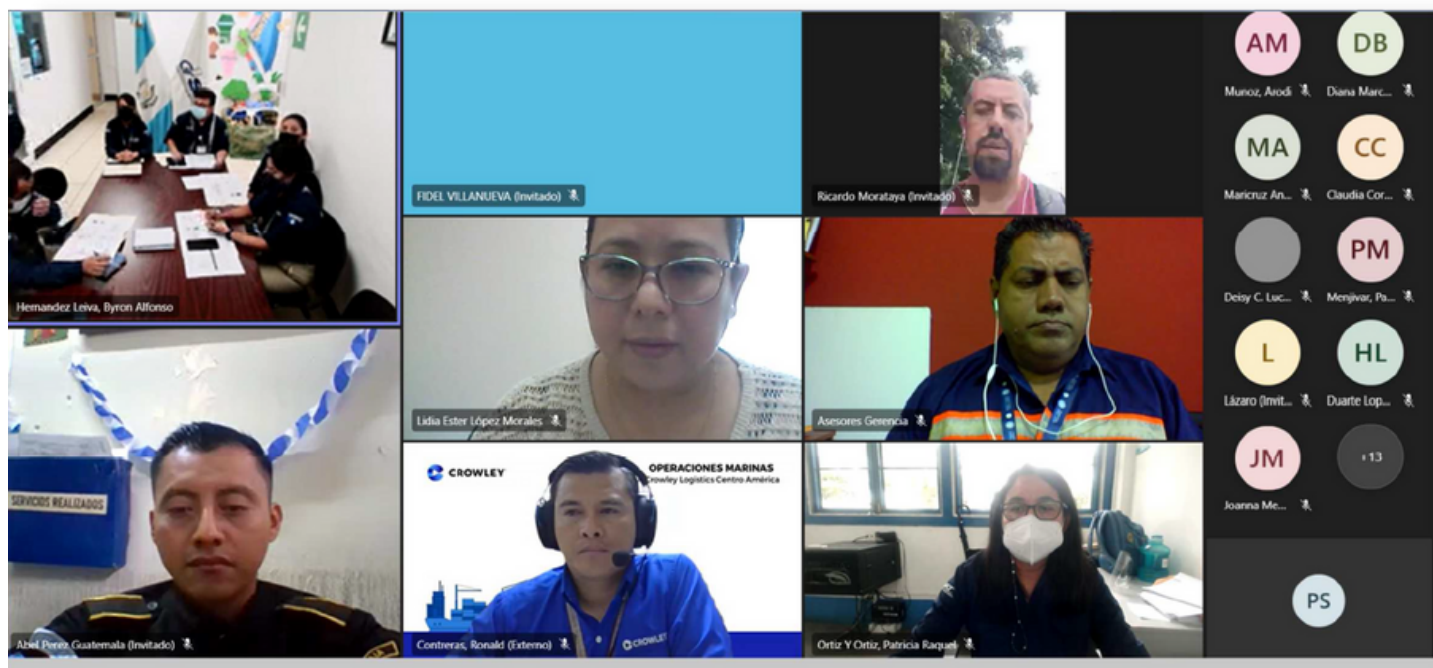 Hernandez Leiva, Byron Alfonso
FIDEL VILLANUEVA (Invitado)
Ricardo Morataya (Invitado)
AM
Munoz, Arodi
DB
Diana Marc...
MA
Maricruz An...
CC
Claudia Cor...
Deisy C. Luc...
PM
Menjivar, Pa...
L
Lázaro (Invit...
HL
Duarte Lop...
JM
Joanna Me...
+13
PS
Lidia Ester López Morales
Asesores Gerencia
SERVICIOS REALIZADOS
Abel Perez Guatemala (Invitado)
CROWLEY
OPERACIONES MARINAS
Crowley Logistics Centro América
CROWLEY
Contreras, Ronald (Externo)
Ortiz Y Ortiz, Patricia Raquel